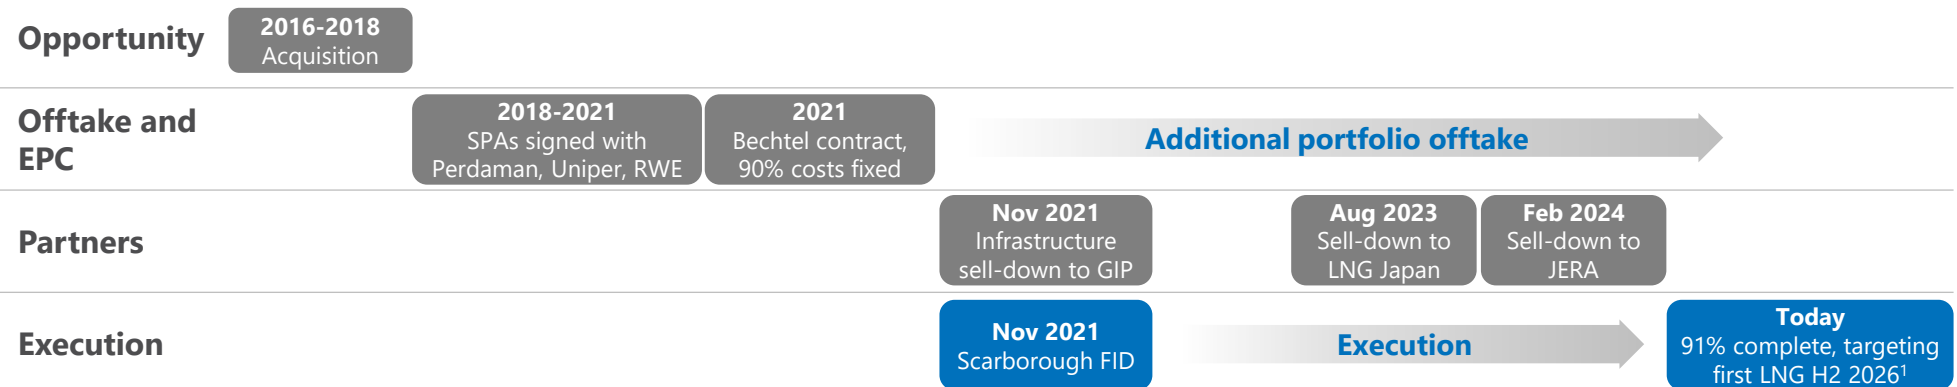 Opportunity
2016-2018
Acquisition
Offtake and
EPC
2018-2021
SPAs signed with
Perdaman, Uniper, RWE
2021
Bechtel contract,
90% costs fixed
Additional portfolio offtake
Partners
Nov 2021
Infrastructure
sell-down to GIP
Aug 2023
Sell-down to
LNG Japan
Feb 2024
Sell-down to
JERA
Execution
Nov 2021
Scarborough FID
Execution
Today
91% complete, targeting
first LNG H2 2026¹